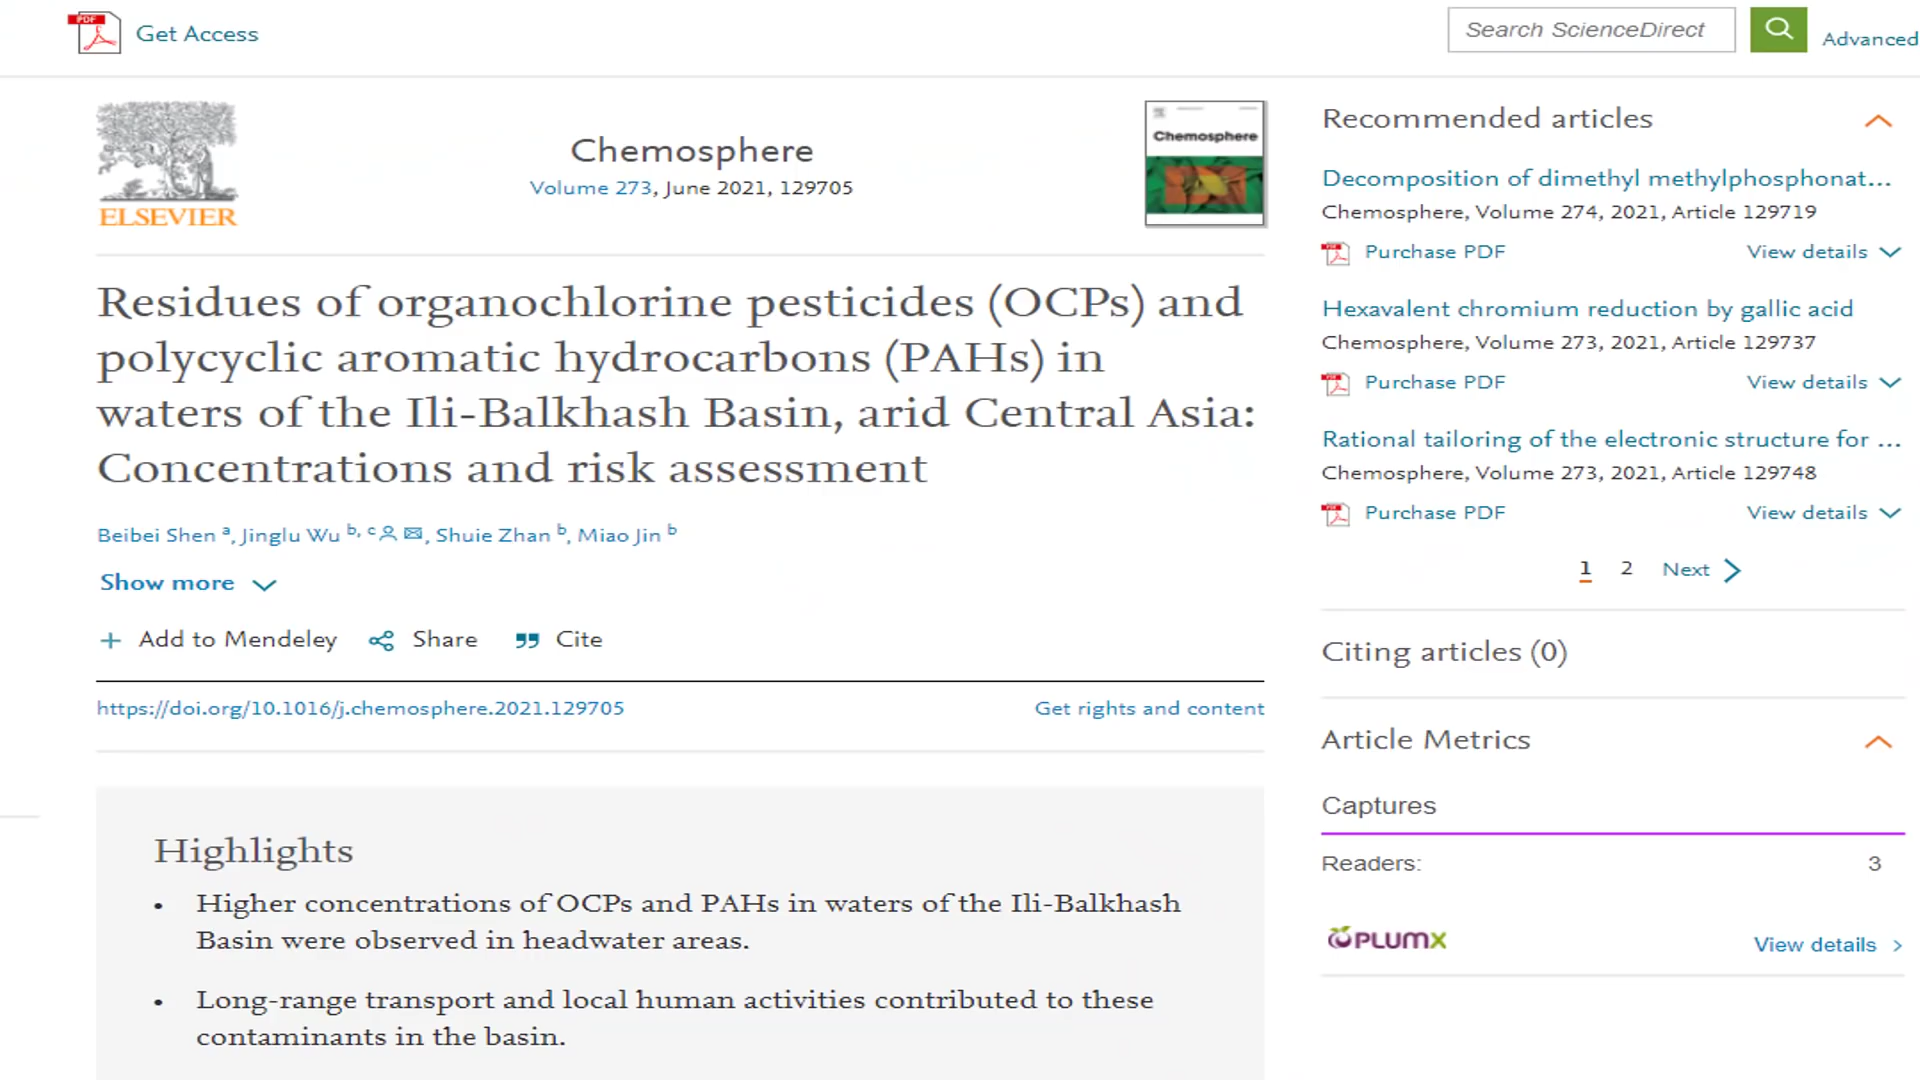 Get Access
Search ScienceDirect
Advanced
ELSEVIER
Chemosphere
Volume 273, June 2021, 129705
Chemosphere
Residues of organochlorine pesticides (OCPs) and
polycyclic aromatic hydrocarbons (PAHs) in
waters of the Ili-Balkhash Basin, arid Central Asia:
Concentrations and risk assessment
Beibei Shen a, Jinglu Wu b, c, Shuie Zhan b, Miao Jin b
Show more
Add to Mendeley Share Cite
https://doi.org/10.1016/j.chemosphere.2021.129705 Get rights and content
Highlights
• Higher concentrations of OCPs and PAHs in waters of the Ili-Balkhash
Basin were observed in headwater areas.
• Long-range transport and local human activities contributed to these
contaminants in the basin.
Recommended articles
Decomposition of dimethyl methylphosphonat...
Chemosphere, Volume 274, 2021, Article 129719
Purchase PDF View details
Hexavalent chromium reduction by gallic acid
Chemosphere, Volume 273, 2021, Article 129737
Purchase PDF View details
Rational tailoring of the electronic structure for ...
Chemosphere, Volume 273, 2021, Article 129748
Purchase PDF View details
1 2 Next
Citing articles (0)
Article Metrics
Captures
Readers: 3
PLUMX View details